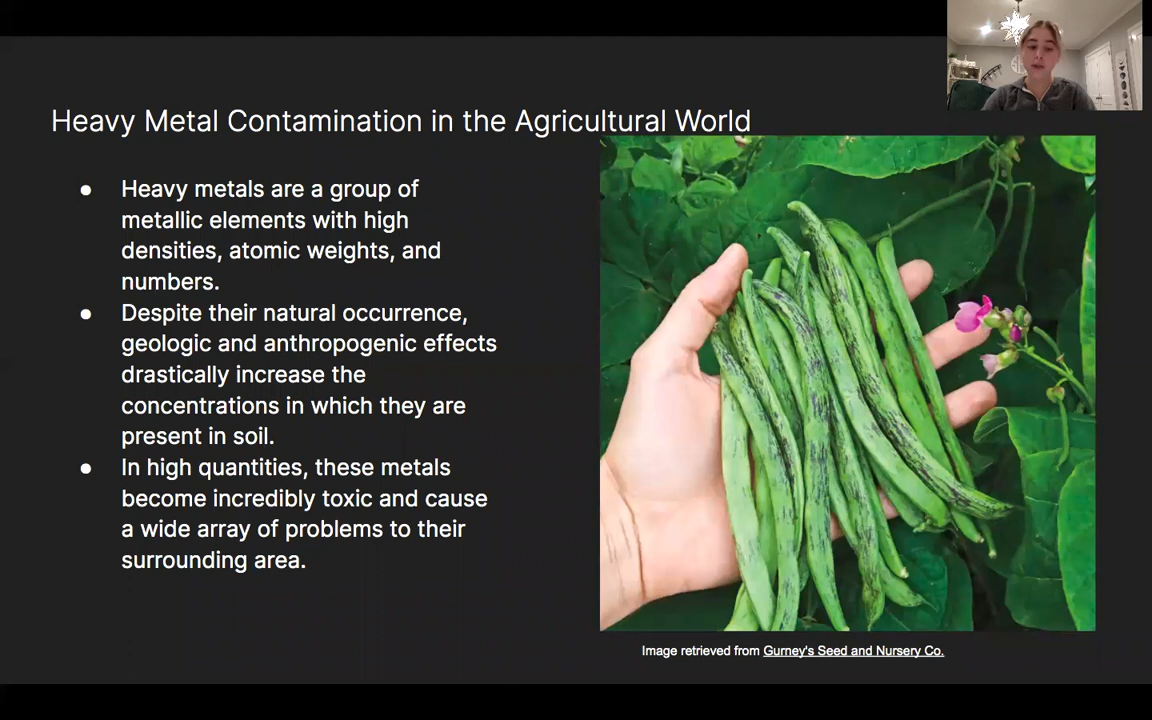 Heavy Metal Contamination in the Agricultural World
● Heavy metals are a group of
metallic elements with high
densities, atomic weights, and
numbers.
● Despite their natural occurrence,
geologic and anthropogenic effects
drastically increase the
concentrations in which they are
present in soil.
● In high quantities, these metals
become incredibly toxic and cause
a wide array of problems to their
surrounding area.
Image retrieved from Gurney's Seed and Nursery Co.